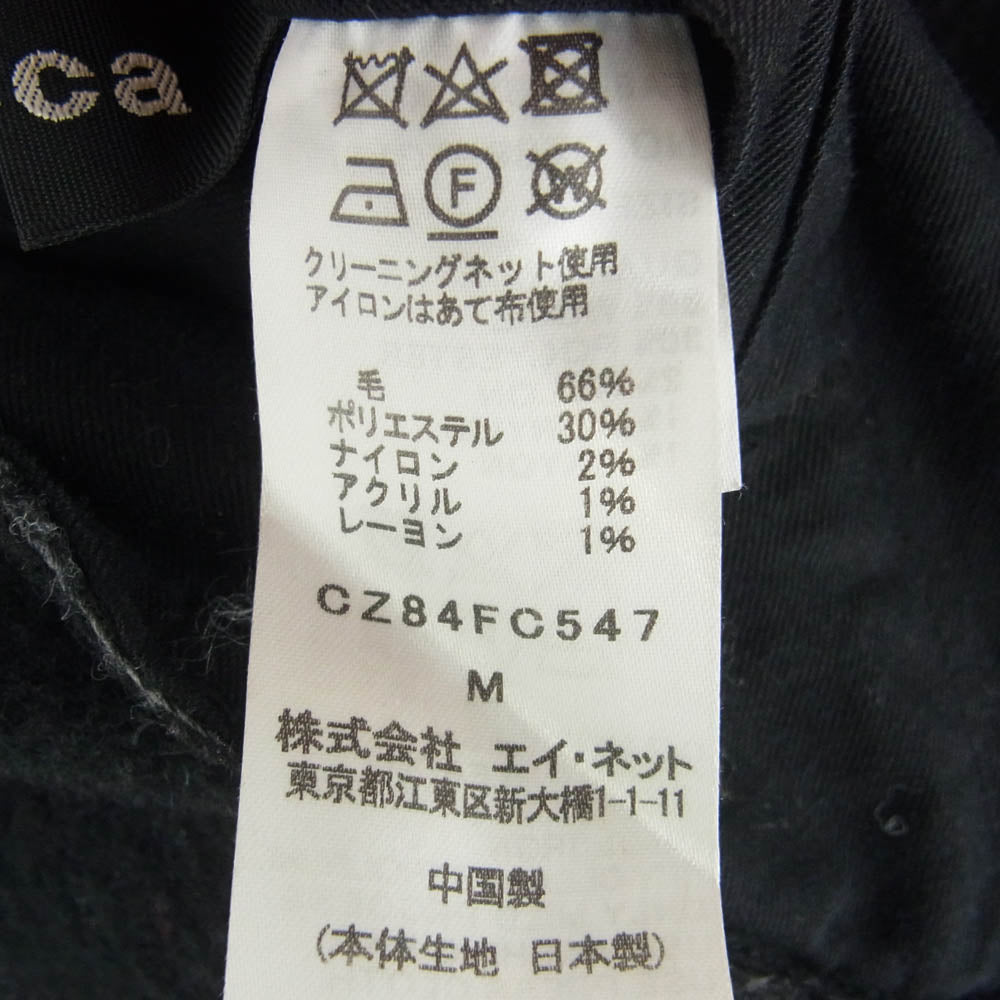 ca
F
W
クリーニングネット使用
アイロンはあて布使用
毛 66%
ポリエステル 30%
ナイロン 2%
アクリル 1%
レーヨン 1%
CZ84FC547
M
株式会社 エイ・ネット
東京都江東区新大橋1-1-11
中国製
(本体生地 日本製)